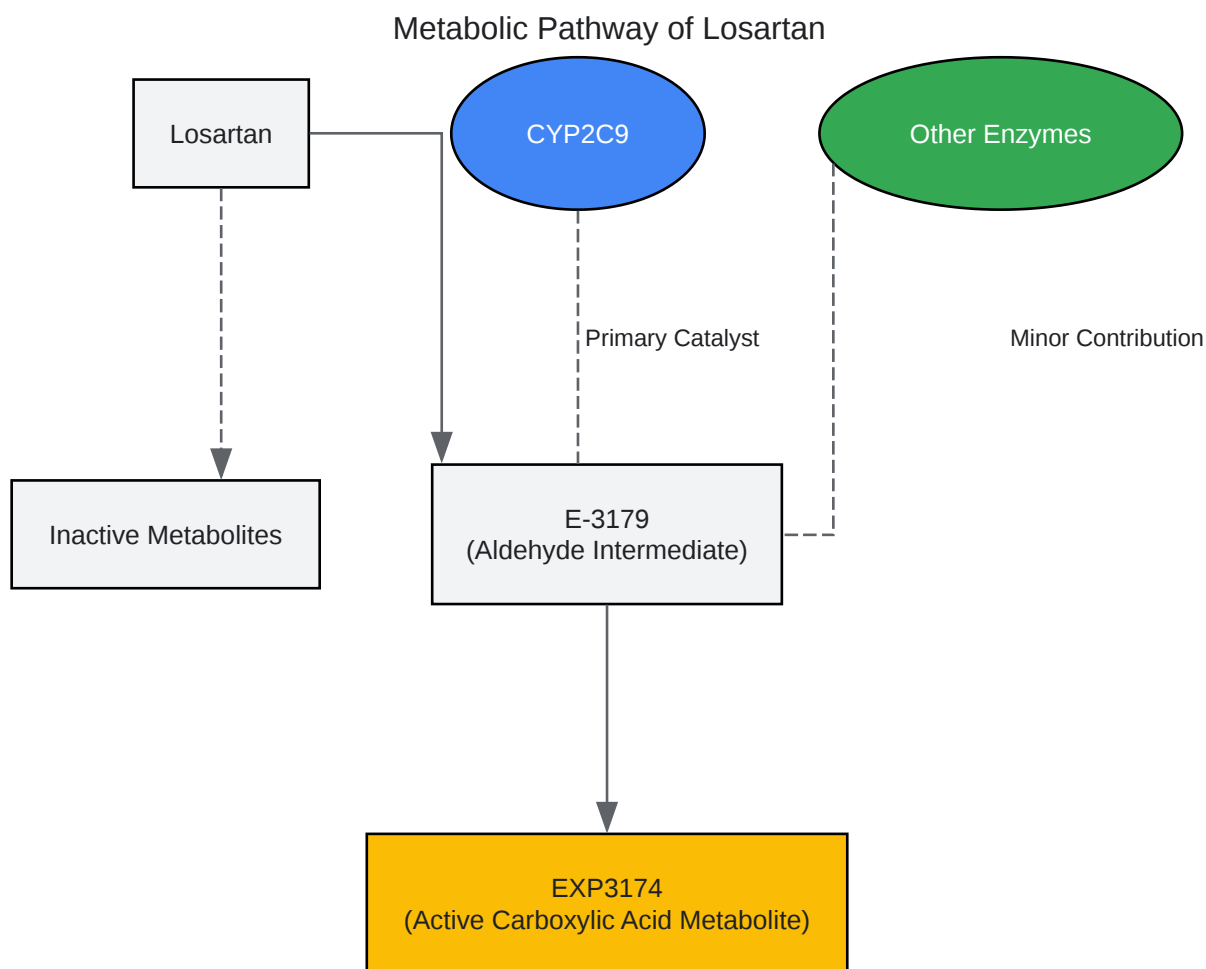 Metabolic Pathway of Losartan
Losartan
CYP2C9
Other Enzymes
Primary Catalyst
Minor Contribution
Inactive Metabolites
E-3179
(Aldehyde Intermediate)
EXP3174
(Active Carboxylic Acid Metabolite)